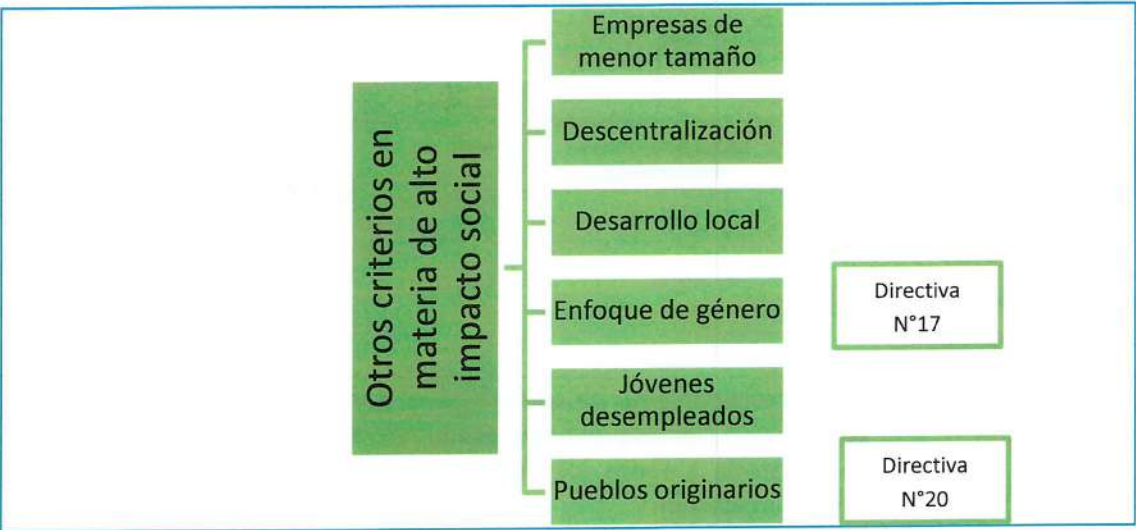 Otros criterios en
materia de alto
impacto social
Empresas de
menor tamaño
Descentralización
Desarrollo local
Enfoque de género
Directiva
N°17
Jóvenes
desempleados
Pueblos originarios
Directiva
N°20